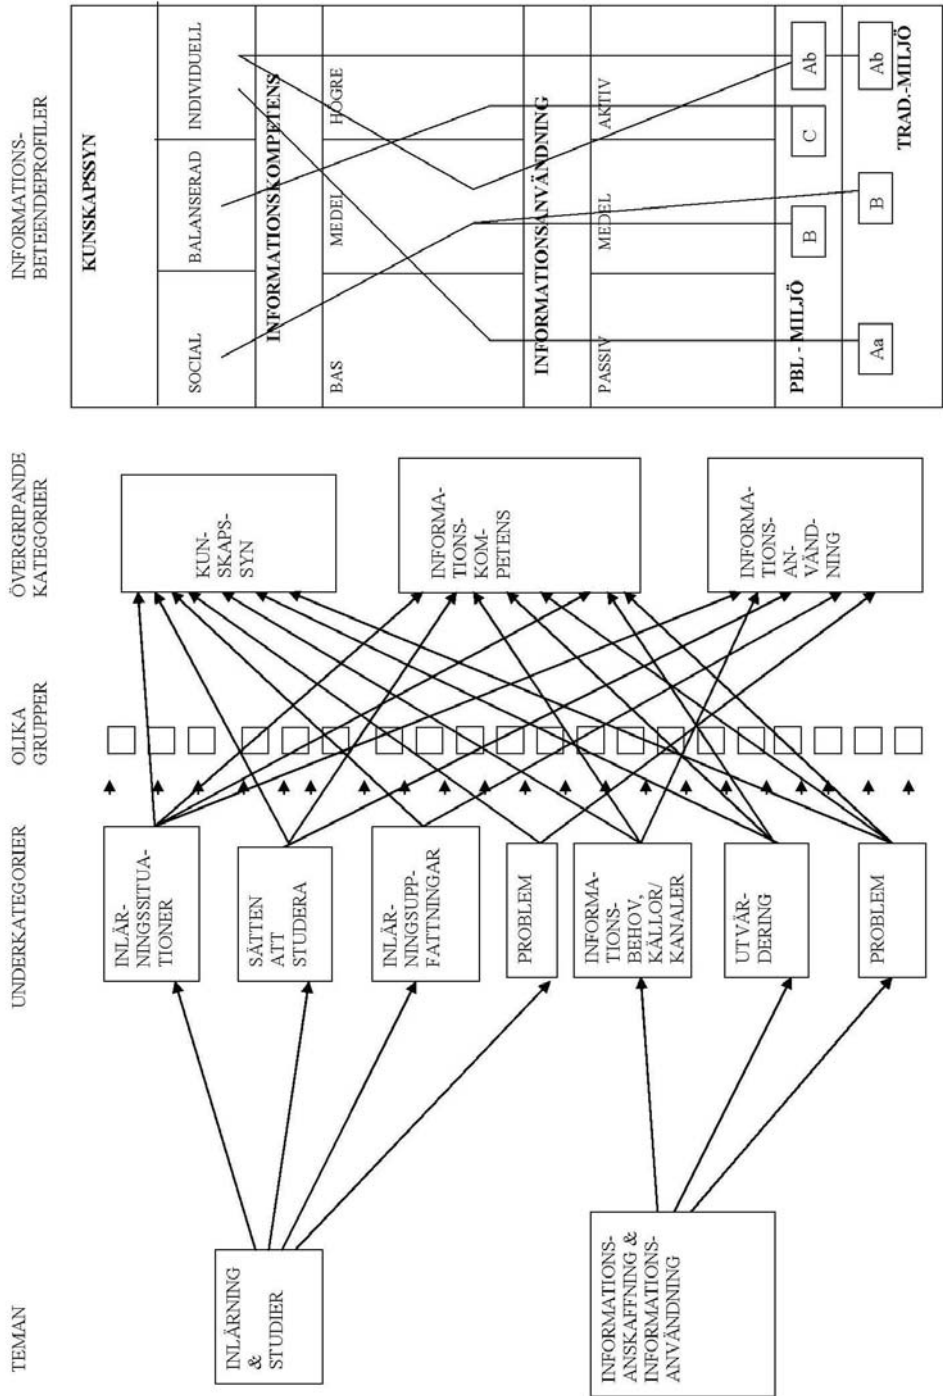 TEMAN
UNDERKATEGORIER
OLIKA
GRUPPER
ÖVERGRIPANDE
KATEGORIER
INFORMATIONS-
BETEENDEPROFILER
INLÄRNING
&
STUDIER
INFORMATIONS-
ANSKAFFNING &
INFORMATIONS-
ANVÄNDNING
INLÄR-
NINGSSITUA-
TIONER
SÄTTEN
ATT
STUDERA
INLÄR-
NINGSUPP-
FATTNINGAR
PROBLEM
INFORMA-
TIONS-
BEHOV,
KÄLLOR/
KANALER
UTVÄR-
DERING
PROBLEM
KUN-
SKAPS-
SYN
INFORMA-
TIONS-
KOM-
PETENS
INFORMA-
TIONS-
AN-
VÄND-
NING
KUNSKAPSSYN
SOCIAL BALANSERAD INDIVIDUELL
INFORMATIONSKOMPETENS
BAS MEDEL HÖGRE
INFORMATIONSANVÄNDNING
PASSIV MEDEL AKTIV
PBL - MILJÖ B C Ab
Aa B Ab
TRAD.-MILJÖ